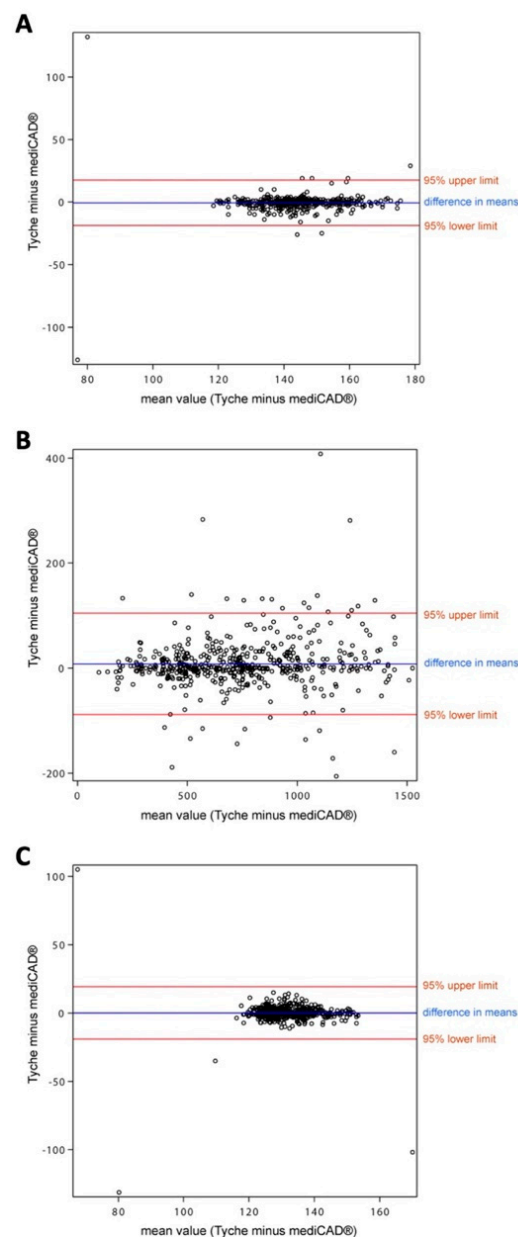 A
100
50
0
-50
-100
Tyche minus mediCAD®
95% upper limit
difference in means
95% lower limit
80 100 120 140 160 180
mean value (Tyche minus mediCAD®)
B
400
200
0
-200
Tyche minus mediCAD®
95% upper limit
difference in means
95% lower limit
0 500 1000 1500
mean value (Tyche minus mediCAD®)
C
100
50
0
-50
-100
Tyche minus mediCAD®
95% upper limit
difference in means
95% lower limit
80 100 120 140 160
mean value (Tyche minus mediCAD®)